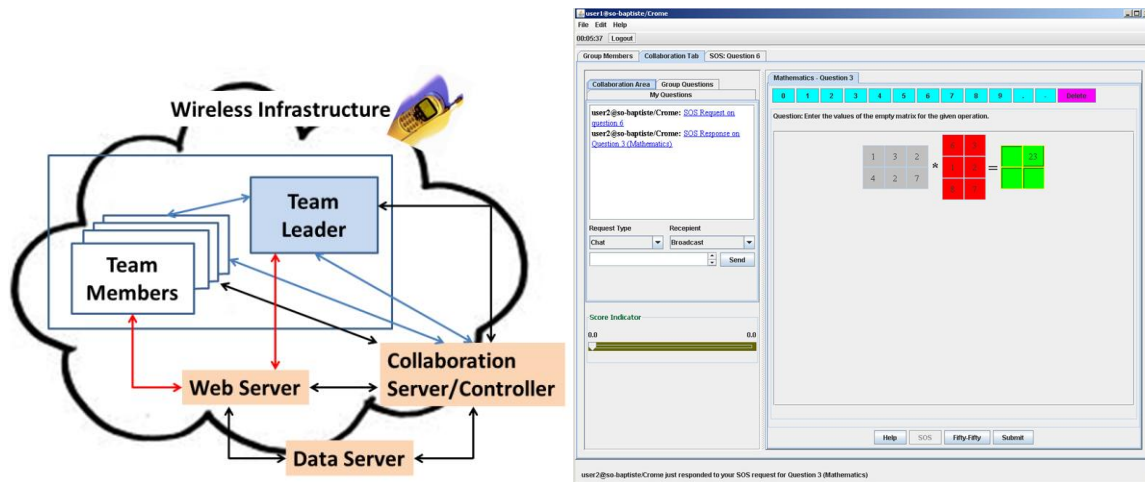 Wireless Infrastructure
Team
Leader
Team
Members
Web Server
Collaboration
Server/Controller
Data Server
user1@so-baptiste/Crome
File Edit Help
00:05:37 Logout
Group Members Collaboration Tab SOS: Question 6
Collaboration Area Group Questions
My Questions
user2@so-baptiste/Crome: SOS Request on
question 6
user2@so-baptiste/Crome: SOS Response on
Question 3 (Mathematics)
Request Type Recepient
Chat Broadcast
Send
Score Indicator
0.0 0.0
Mathematics - Question 3
0 1 2 3 4 5 6 7 8 9 . - Delete
Question: Enter the values of the empty matrix for the given operation.
1 3 2
4 2 7
* = 23
Help SOS Fifty-Fifty Submit
user2@so-baptiste/Crome just responded to your SOS request for Question 3 (Mathematics)